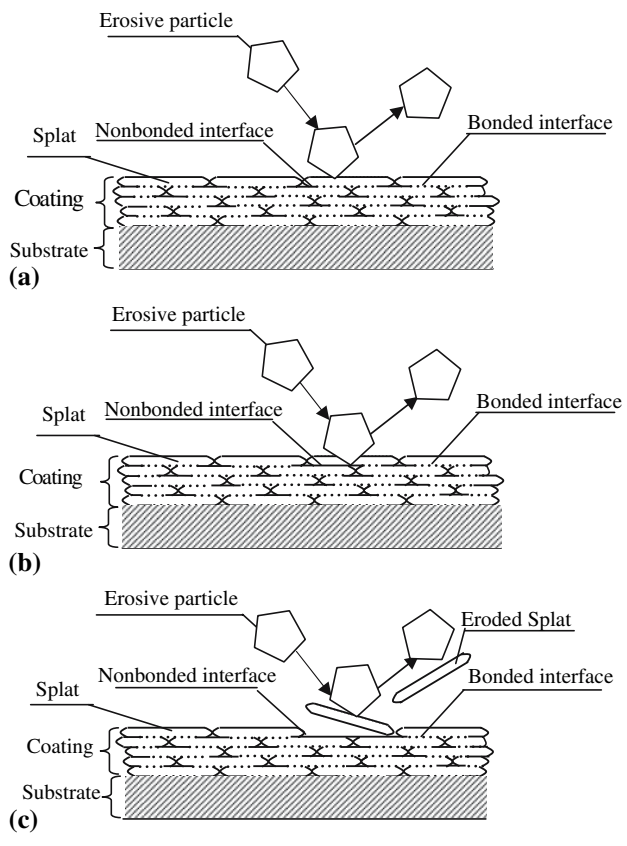 Erosive particle
Splat
Nonbonded interface
Bonded interface
Coating
Substrate
(a)
Erosive particle
Splat
Nonbonded interface
Bonded interface
Coating
Substrate
(b)
Erosive particle
Eroded Splat
Nonbonded interface
Bonded interface
Splat
Coating
Substrate
(c)